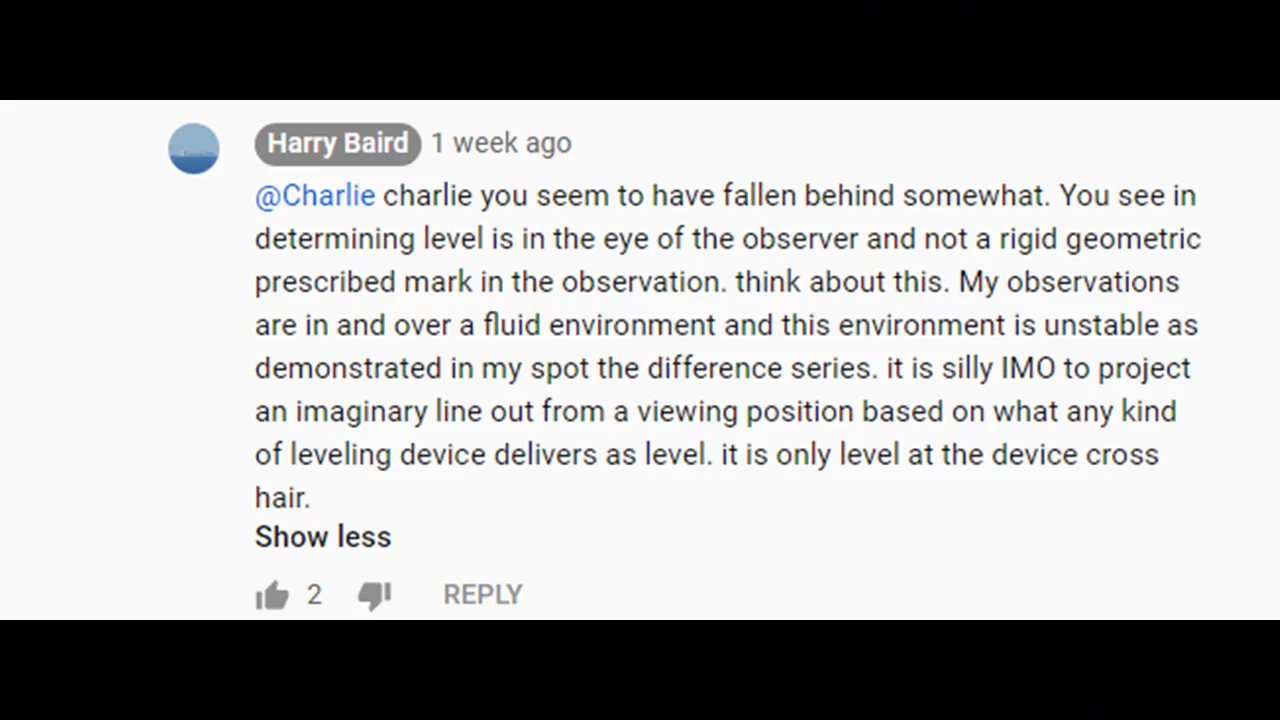 Harry Baird 1 week ago
@Charlie charlie you seem to have fallen behind somewhat. You see in
determining level is in the eye of the observer and not a rigid geometric
prescribed mark in the observation. think about this. My observations
are in and over a fluid environment and this environment is unstable as
demonstrated in my spot the difference series. it is silly IMO to project
an imaginary line out from a viewing position based on what any kind
of leveling device delivers as level. it is only level at the device cross
hair.
Show less
2 REPLY